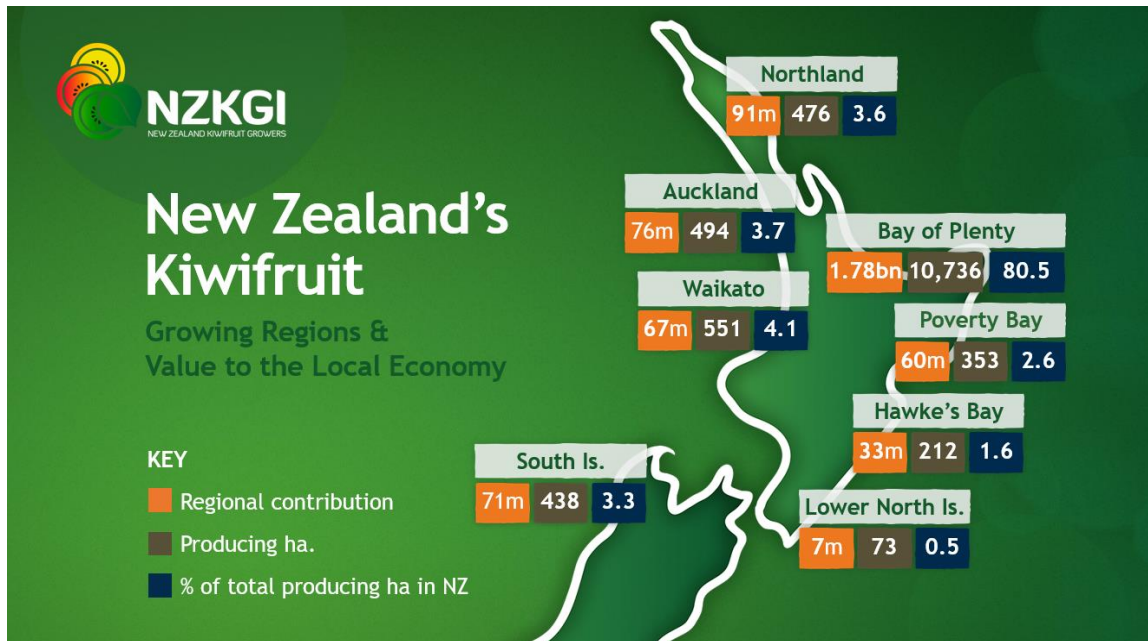 NZKGI
NEW ZEALAND KIWIFRUIT GROWERS
New Zealand's
Kiwifruit
Growing Regions &
Value to the Local Economy
KEY
Regional contribution
Producing ha.
% of total producing ha in NZ
Northland
91m 476 3.6
Auckland
76m 494 3.7
Bay of Plenty
1.78bn 10,736 80.5
Waikato
67m 551 4.1
Poverty Bay
60m 353 2.6
Hawke's Bay
33m 212 1.6
South Is.
71m 438 3.3
Lower North Is.
7m 73 0.5